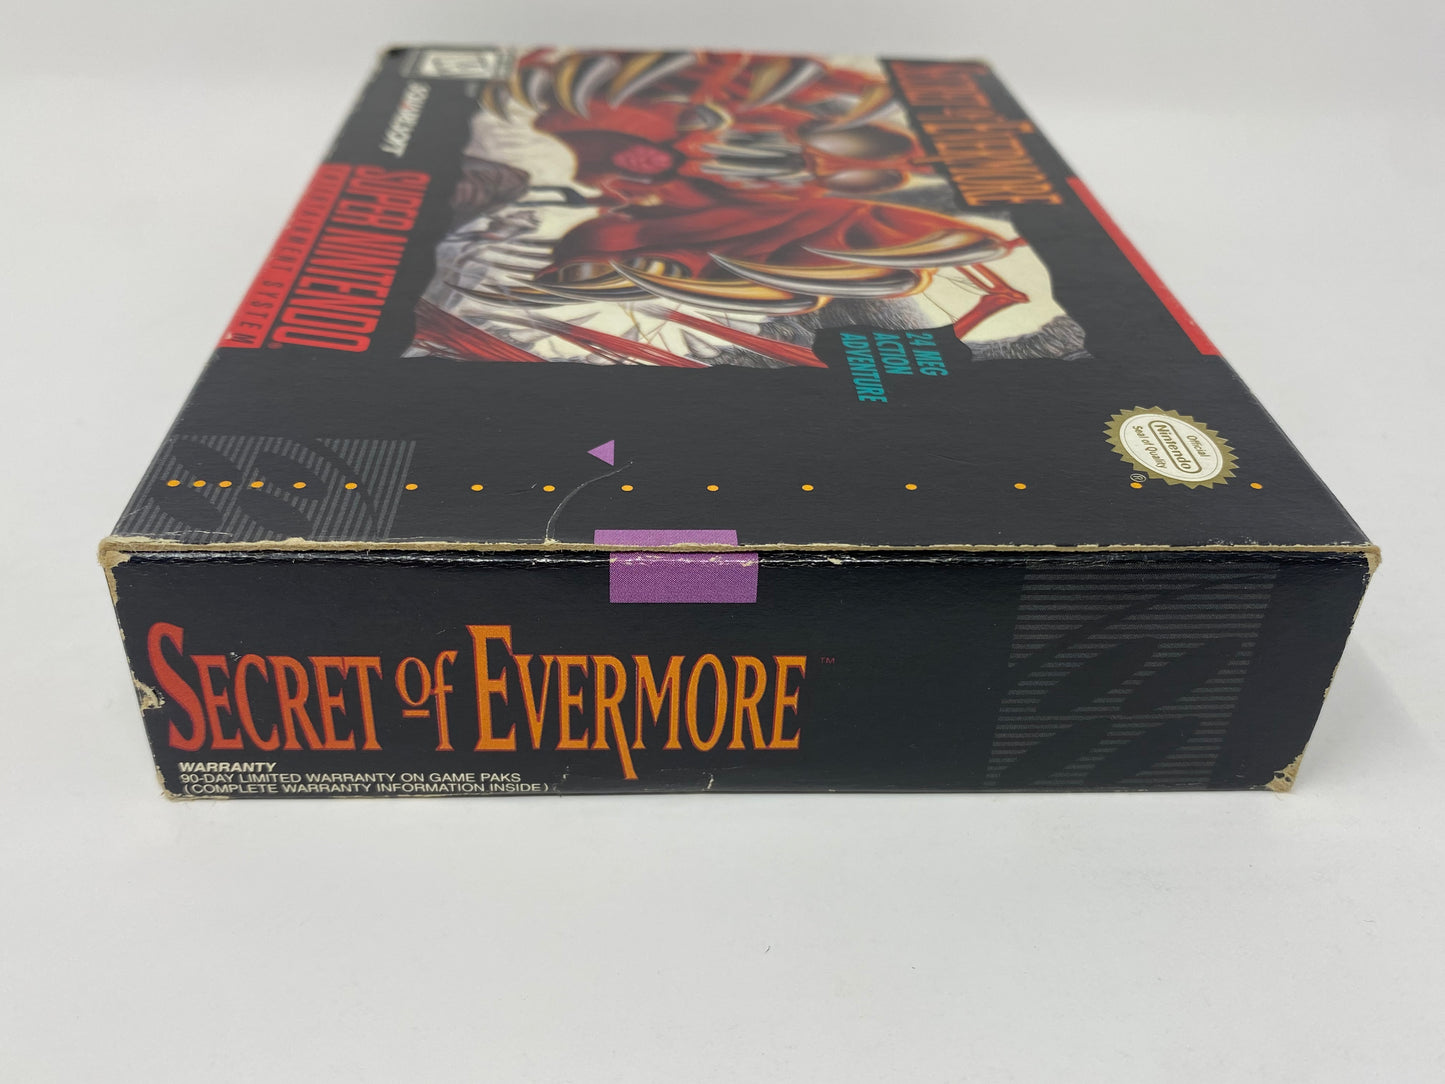 SECRET OF EVERMORE
SQUARESOFT
SUPER NINTENDO
ENTERTAINMENT SYSTEM
24 MEG
ACTION
ADVENTURE
Official
Nintendo
Seal of Quality
®
SECRET OF EVERMORE™
WARRANTY
90-DAY LIMITED WARRANTY ON GAME PAKS
(COMPLETE WARRANTY INFORMATION INSIDE)